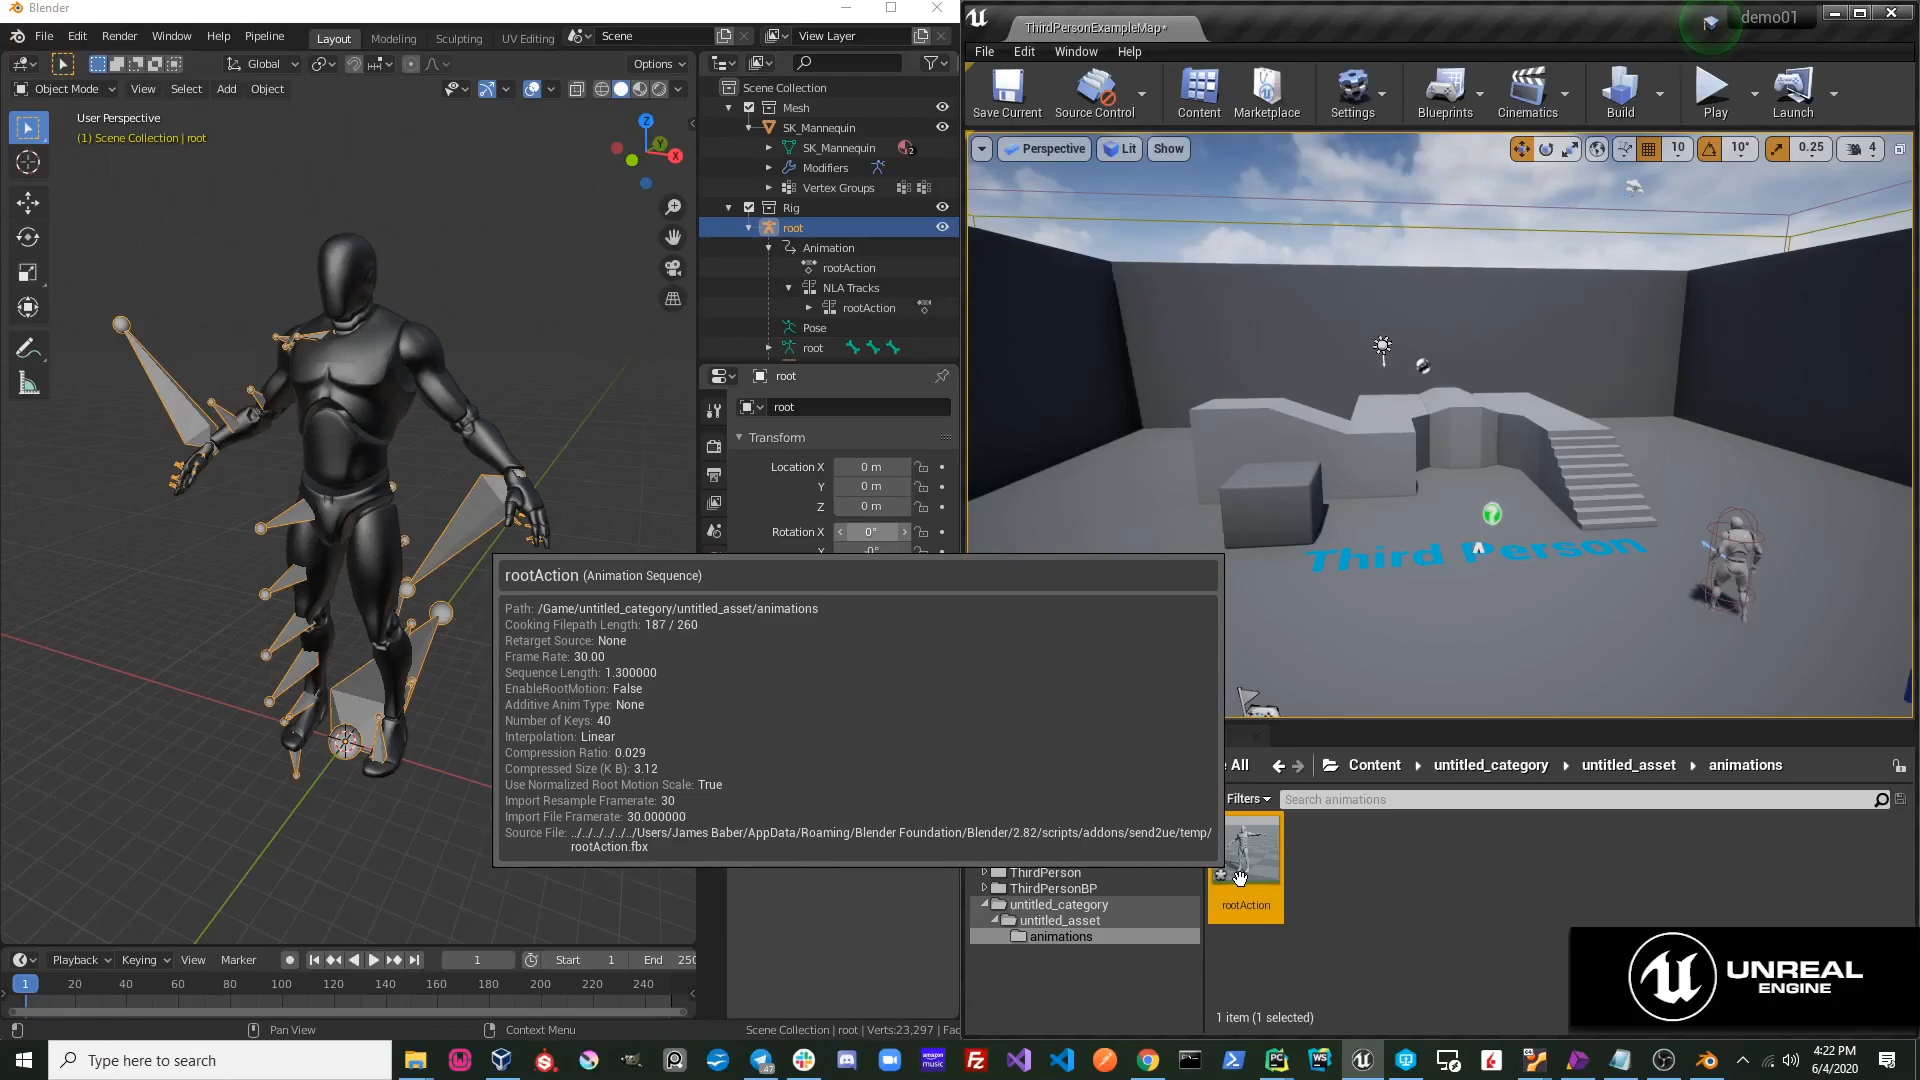 Blender
File Edit Render Window Help Pipeline Layout Modeling Sculpting UV Editing Scene View Layer
Global Options
Object Mode View Select Add Object
User Perspective
(1) Scene Collection | root
Z
Y
X
Scene Collection
Mesh
SK_Mannequin
SK_Mannequin 2
Modifiers
Vertex Groups
Rig
root
Animation
rootAction
NLA Tracks
rootAction
Pose
root
root
root
Transform
Location X 0 m
Y 0 m
Z 0 m
Rotation X 0°
ThirdPersonExampleMap*
demo01
File Edit Window Help
Save Current Source Control Content Marketplace Settings Blueprints Cinematics Build Play Launch
Perspective Lit Show 10 10° 0.25 4
Third Person
rootAction (Animation Sequence)
Path: /Game/untitled_category/untitled_asset/animations
Cooking Filepath Length: 187 / 260
Retarget Source: None
Frame Rate: 30.00
Sequence Length: 1.300000
EnableRootMotion: False
Additive Anim Type: None
Number of Keys: 40
Interpolation: Linear
Compression Ratio: 0.029
Compressed Size (K B): 3.12
Use Normalized Root Motion Scale: True
Import Resample Framerate: 30
Import File Framerate: 30.000000
Source File: ../../../../../../Users/James Baber/AppData/Roaming/Blender Foundation/Blender/2.82/scripts/addons/send2ue/temp/
rootAction.fbx
All Content untitled_category untitled_asset animations
Filters Search animations
ThirdPerson
ThirdPersonBP
untitled_category
untitled_asset
animations
rootAction
1 item (1 selected)
UNREAL
ENGINE
Playback Keying View Marker 1 Start 1 End 250
1 20 40 60 80 100 120 140 160 180 200 220 240
Pan View Context Menu Scene Collection | root | Verts:23,297 | Fac
Type here to search
4:22 PM
6/4/2020